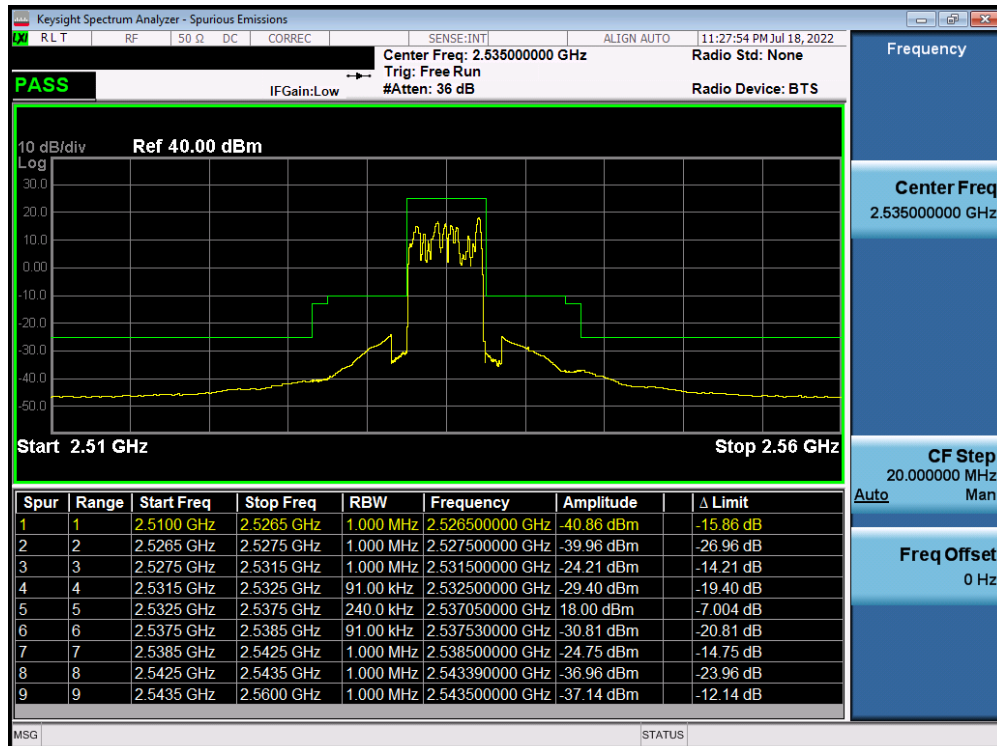 Keysight Spectrum Analyzer - Spurious Emissions
LXI RLT RF 50 Ω DC CORREC SENSE:INT ALIGN AUTO 11:27:54 PM Jul 18, 2022
Center Freq: 2.535000000 GHz Radio Std: None
Trig: Free Run
PASS IFGain:Low #Atten: 36 dB Radio Device: BTS
Frequency
10 dB/div Ref 40.00 dBm
Log
30.0
20.0
10.0
0.00
-10.0
-20.0
-30.0
-40.0
-50.0
Start 2.51 GHz Stop 2.56 GHz
Center Freq
2.535000000 GHz
CF Step
20.000000 MHz
Auto Man
Freq Offset
0 Hz
Spur Range Start Freq Stop Freq RBW Frequency Amplitude Δ Limit
1 1 2.5100 GHz 2.5265 GHz 1.000 MHz 2.526500000 GHz -40.86 dBm -15.86 dB
2 2 2.5265 GHz 2.5275 GHz 1.000 MHz 2.527500000 GHz -39.96 dBm -26.96 dB
3 3 2.5275 GHz 2.5315 GHz 1.000 MHz 2.531500000 GHz -24.21 dBm -14.21 dB
4 4 2.5315 GHz 2.5325 GHz 91.00 kHz 2.532500000 GHz -29.40 dBm -19.40 dB
5 5 2.5325 GHz 2.5375 GHz 240.0 kHz 2.537050000 GHz 18.00 dBm -7.004 dB
6 6 2.5375 GHz 2.5385 GHz 91.00 kHz 2.537530000 GHz -30.81 dBm -20.81 dB
7 7 2.5385 GHz 2.5425 GHz 1.000 MHz 2.538500000 GHz -24.75 dBm -14.75 dB
8 8 2.5425 GHz 2.5435 GHz 1.000 MHz 2.543390000 GHz -36.96 dBm -23.96 dB
9 9 2.5435 GHz 2.5600 GHz 1.000 MHz 2.543500000 GHz -37.14 dBm -12.14 dB
MSG STATUS